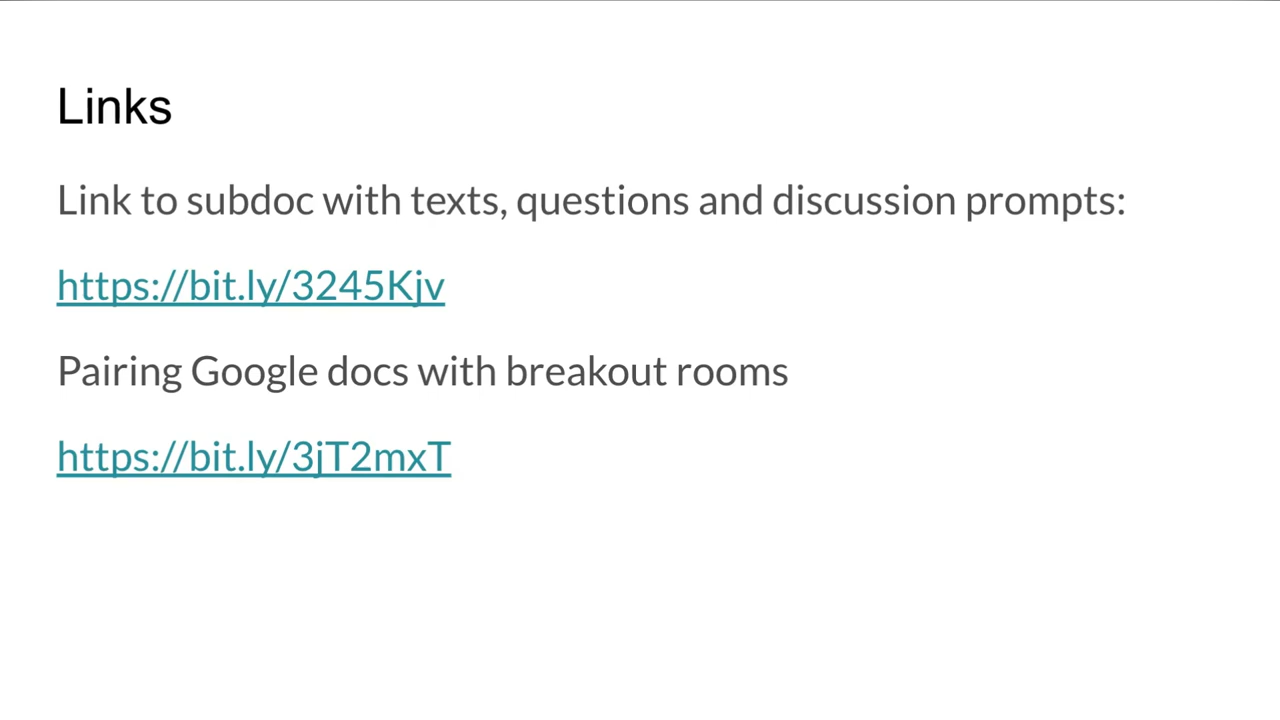 Links
Link to subdoc with texts, questions and discussion prompts:
https://bit.ly/3245Kjv
Pairing Google docs with breakout rooms
https://bit.ly/3jT2mxT